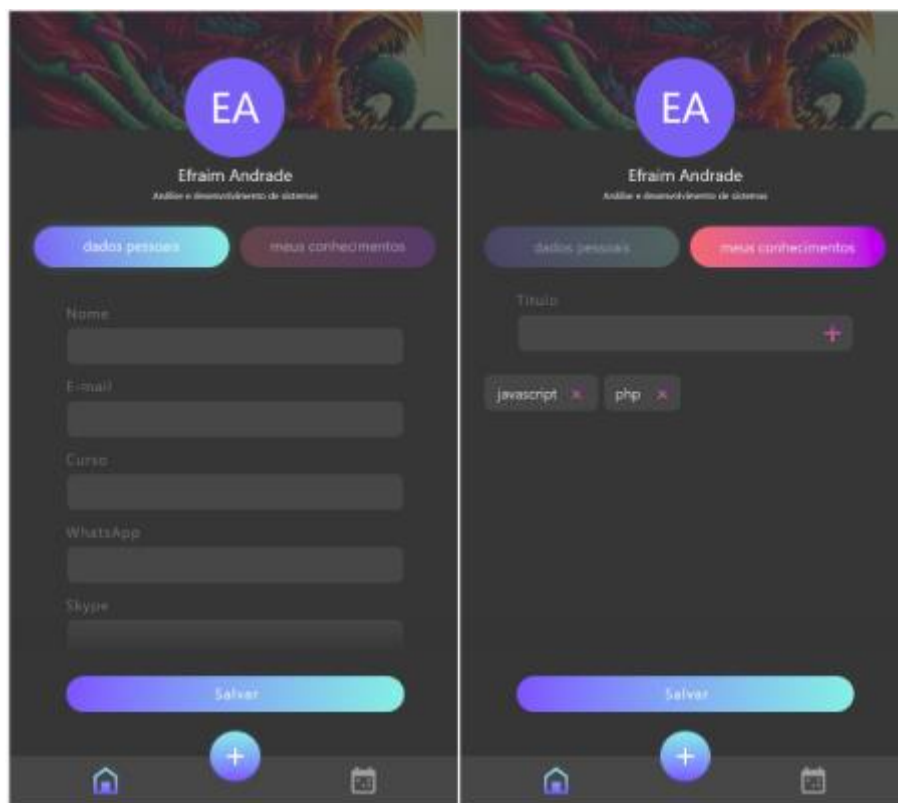 EA
Efraim Andrade
Análise e desenvolvimento de sistemas
dados pessoais
meus conhecimentos
Nome
E-mail
Curso
WhatsApp
Skype
Salvar
EA
Efraim Andrade
Análise e desenvolvimento de sistemas
dados pessoais
meus conhecimentos
Título
javascript
php
Salvar